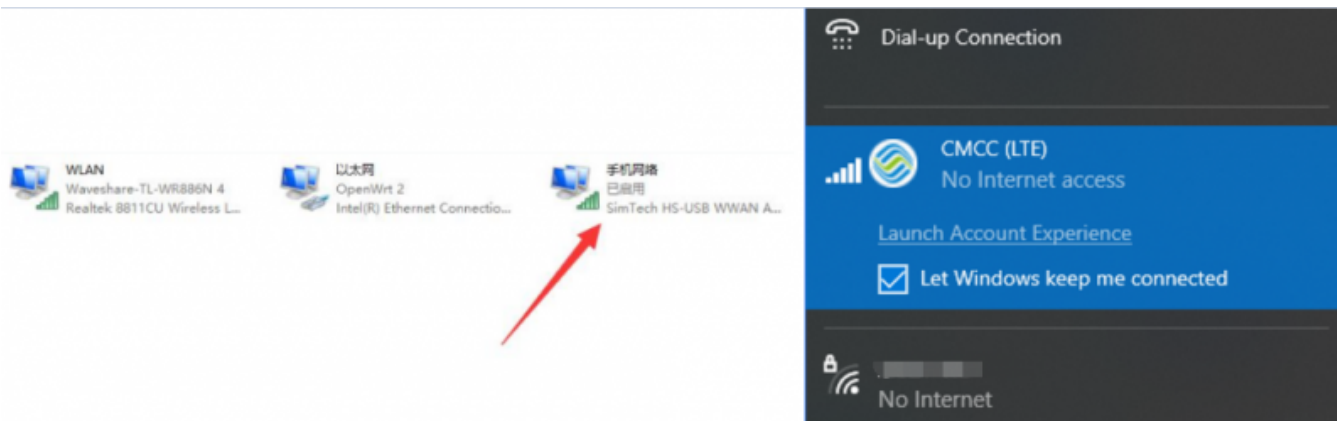 WLAN
Waveshare-TL-WR886N 4
Realtek 8811CU Wireless L...
以太网
OpenWrt 2
Intel(R) Ethernet Connectio...
手机网络
已启用
SimTech HS-USB WWAN A...
Dial-up Connection
CMCC (LTE)
No Internet access
Launch Account Experience
Let Windows keep me connected
No Internet